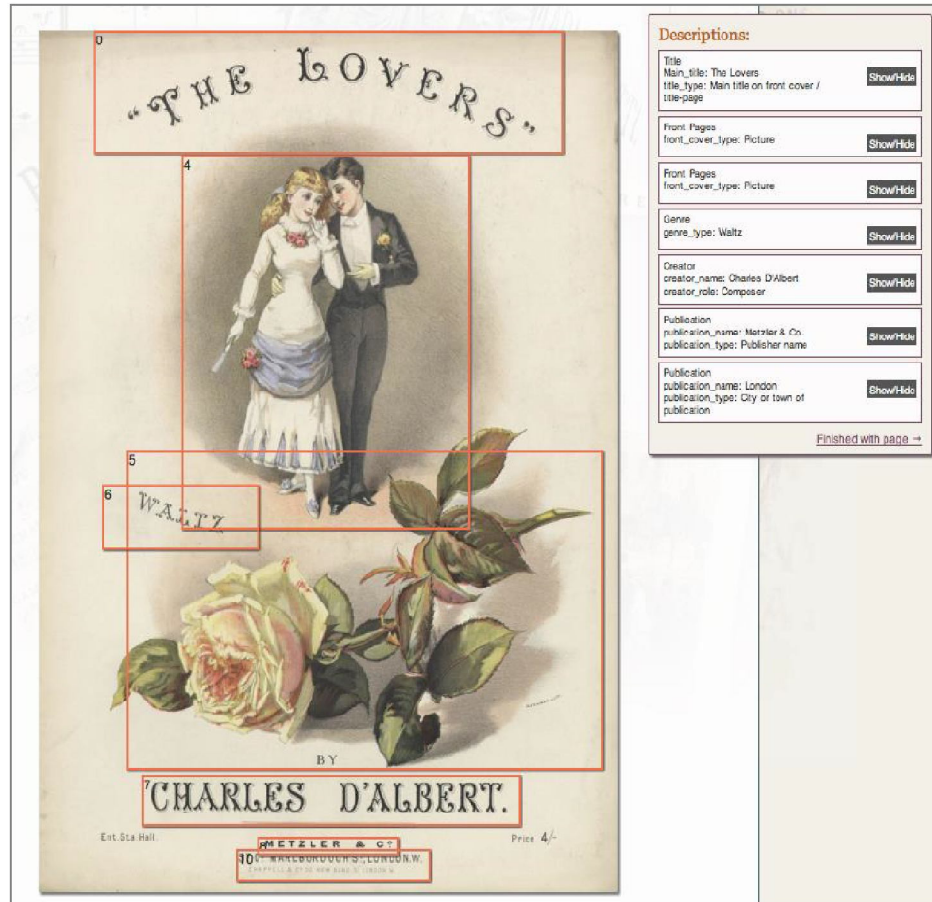 0
"THE LOVERS"
4
5
6
WALTZ
BY
7
CHARLES D'ALBERT.
Ent. Sta. Hall.
Price 4/-
METZLER & Co
10
MARLBOROUGH St, LONDON.W.
Descriptions:
Title
Main_title: The Lovers
title_type: Main title on front cover /
title-page
Show/Hide
Front Pages
front_cover_type: Picture
Show/Hide
Front Pages
front_cover_type: Picture
Show/Hide
Genre
genre_type: Waltz
Show/Hide
Creator
creator_name: Charles D'Albert
creator_role: Composer
Show/Hide
Publication
publication_name: Metzler & Co
publication_type: Publisher name
Show/Hide
Publication
publication_name: London
publication_type: City or town of
publication
Show/Hide
Finished with page →